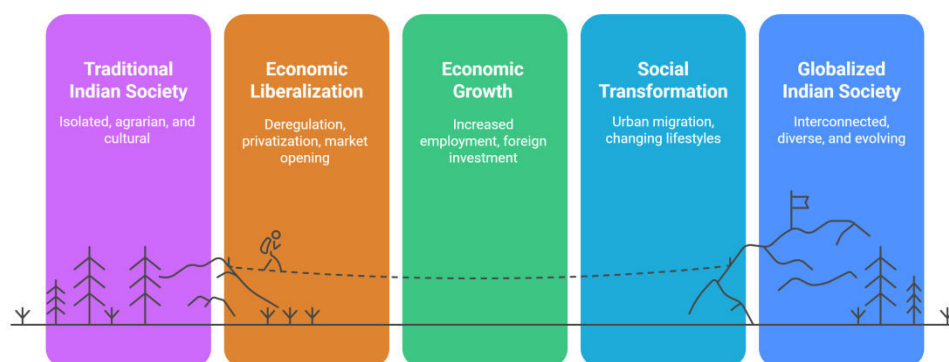 Traditional
Indian Society
Isolated, agrarian, and
cultural
Economic
Liberalization
Deregulation,
privatization, market
opening
Economic
Growth
Increased
employment, foreign
investment
Social
Transformation
Urban migration,
changing lifestyles
Globalized
Indian Society
Interconnected,
diverse, and evolving